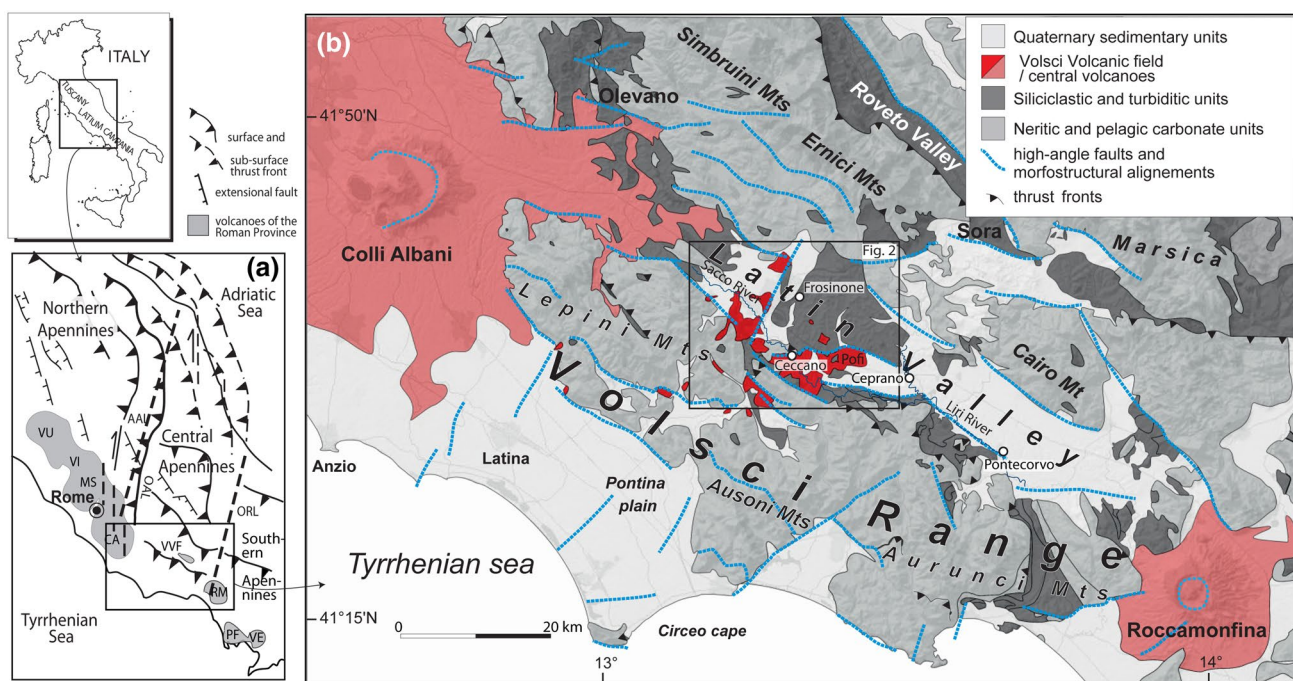 ITALY
TUSCANY
LATIUM
CAMPANIA
surface and
sub-surface
thrust front
extensional fault
volcanoes of the
Roman Province
(a)
Adriatic
Sea
Northern
Apennines
AAL
Central
Apennines
VU
VI
MS
Rome
OAL
ORL
CA
VVF
South-
ern
Apen-
nines
RM
Tyrrhenian
Sea
PF
VE
(b)
Quaternary sedimentary units
Volsci Volcanic field
/ central volcanoes
Siliciclastic and turbiditic units
Neritic and pelagic carbonate units
high-angle faults and
morfostructural alignements
thrust fronts
41°50'
Olevano
Simbruini Mts
Roveto Valley
Ernici Mts
Colli Albani
Sora
Marsica
Fig. 2
Latin Valley
Sacco River
Frosinone
Lepini Mts
Ceccano
Pofi
Ceprano
Cairo Mt
Liri River
Pontecorvo
Volsci Range
Anzio
Latina
Pontina
plain
Ausoni Mts
Aurunci Mts
Tyrrhenian sea
41°15'
0
20 km
Circeo cape
Roccamonfina
13°
14°